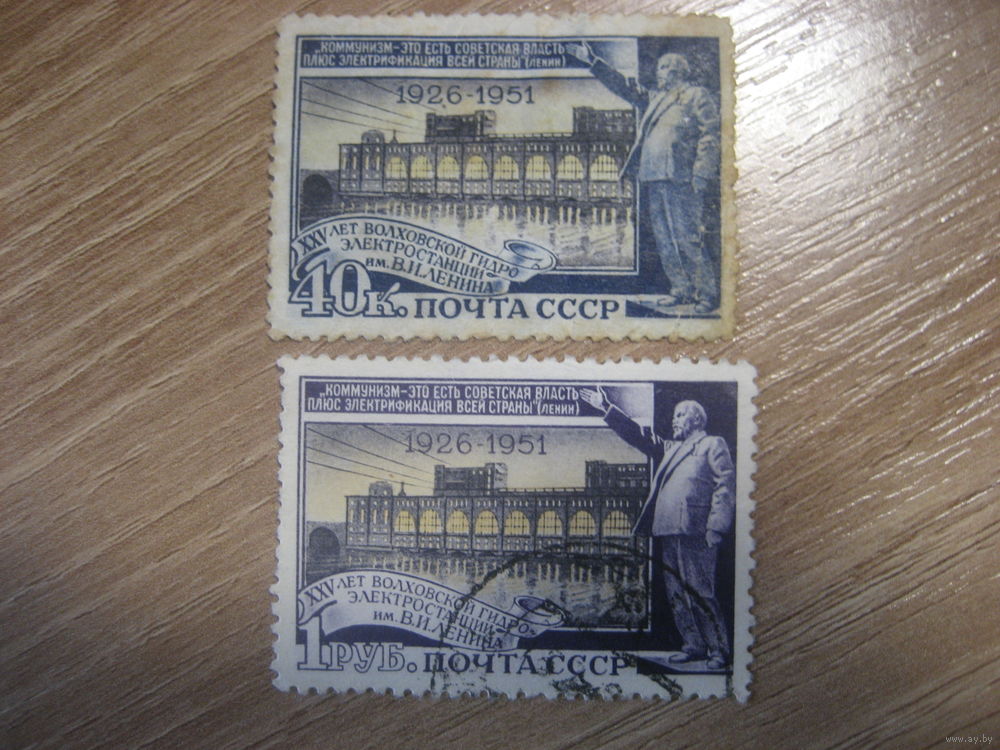 „КОММУНИЗМ-ЭТО ЕСТЬ СОВЕТСКАЯ ВЛАСТЬ
ПЛЮС ЭЛЕКТРИФИКАЦИЯ ВСЕЙ СТРАНЫ" (ЛЕНИН)
1926-1951
XXV ЛЕТ ВОЛХОВСКОЙ ГИДРО
ЭЛЕКТРОСТАНЦИИ
ИМ. В.И.ЛЕНИНА
40К. ПОЧТА СССР
„КОММУНИЗМ-ЭТО ЕСТЬ СОВЕТСКАЯ ВЛАСТЬ
ПЛЮС ЭЛЕКТРИФИКАЦИЯ ВСЕЙ СТРАНЫ" (ЛЕНИН)
1926-1951
XXV ЛЕТ ВОЛХОВСКОЙ ГИДРО-
ЭЛЕКТРОСТАНЦИИ
ИМ. В.И.ЛЕНИНА
1РУБ. ПОЧТА СССР
www.ay.by